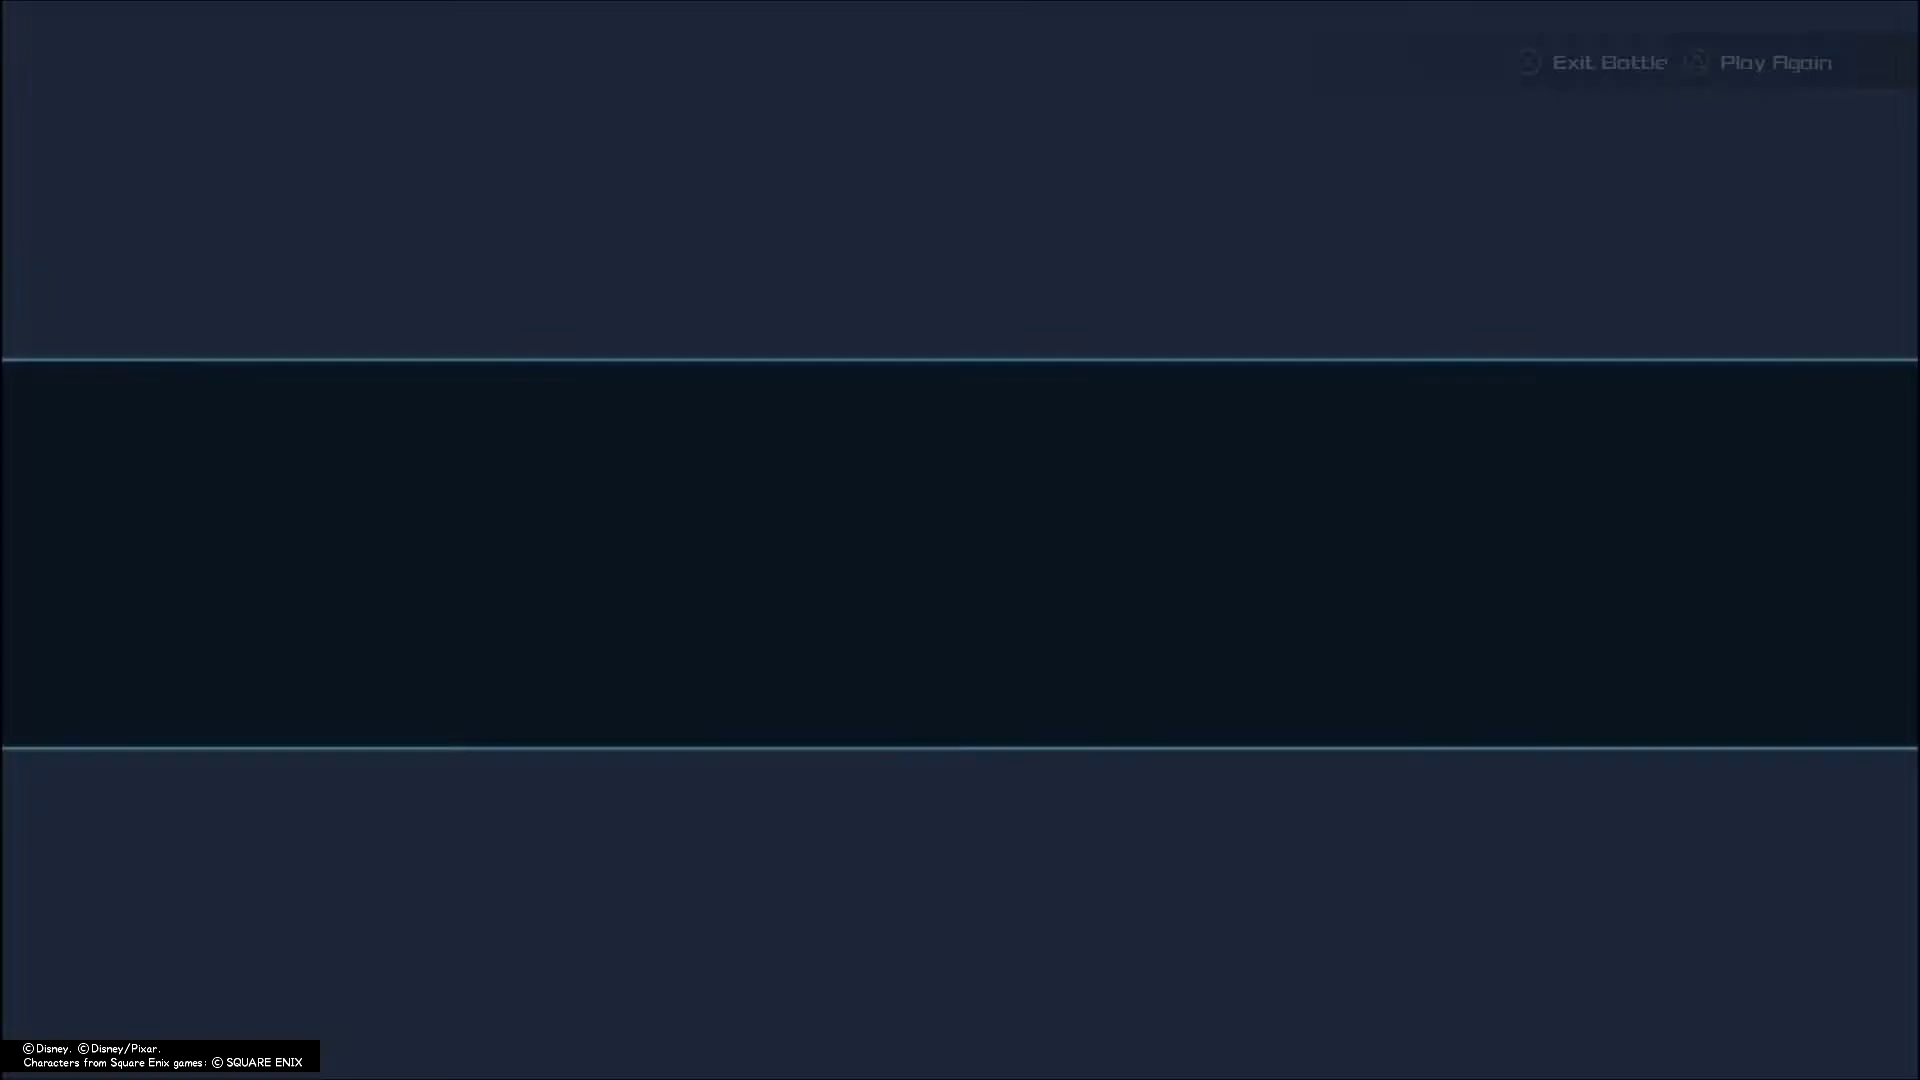 Exit Battle Play Again
©Disney. ©Disney/Pixar.
Characters from Square Enix games: © SQUARE ENIX